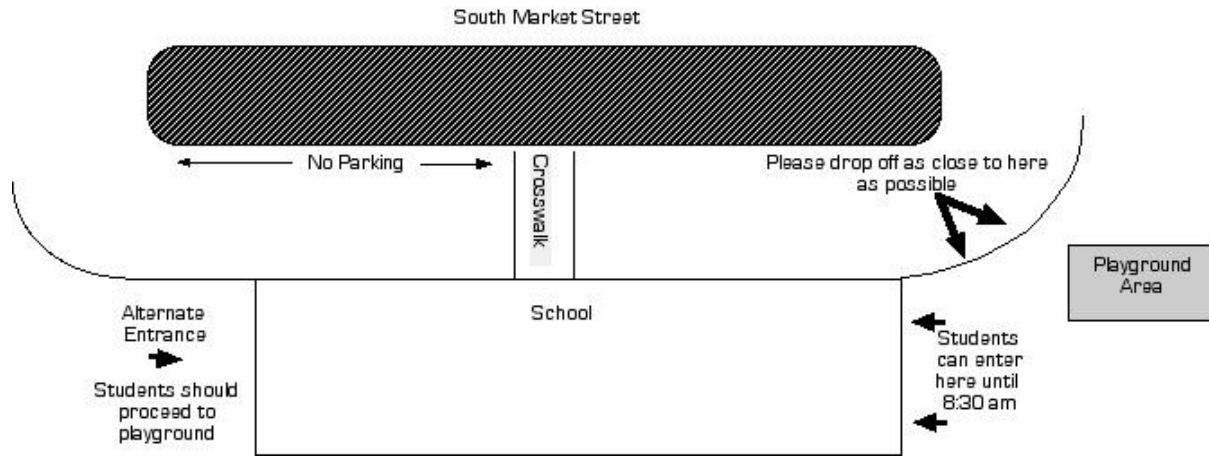 South Market Street
No Parking
Crosswalk
Please drop off as close to here
as possible
Playground
Area
Alternate
Entrance
Students should
proceed to
playground
School
Students
can enter
here until
8:30 am